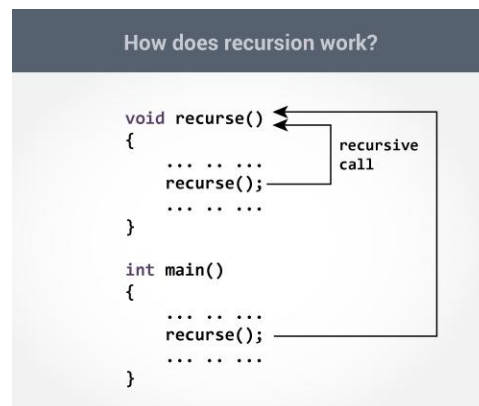 How does recursion work?
void recurse()
{
... .. ...
recurse();
... .. ...
}
recursive
call
int main()
{
... .. ...
recurse();
... .. ...
}